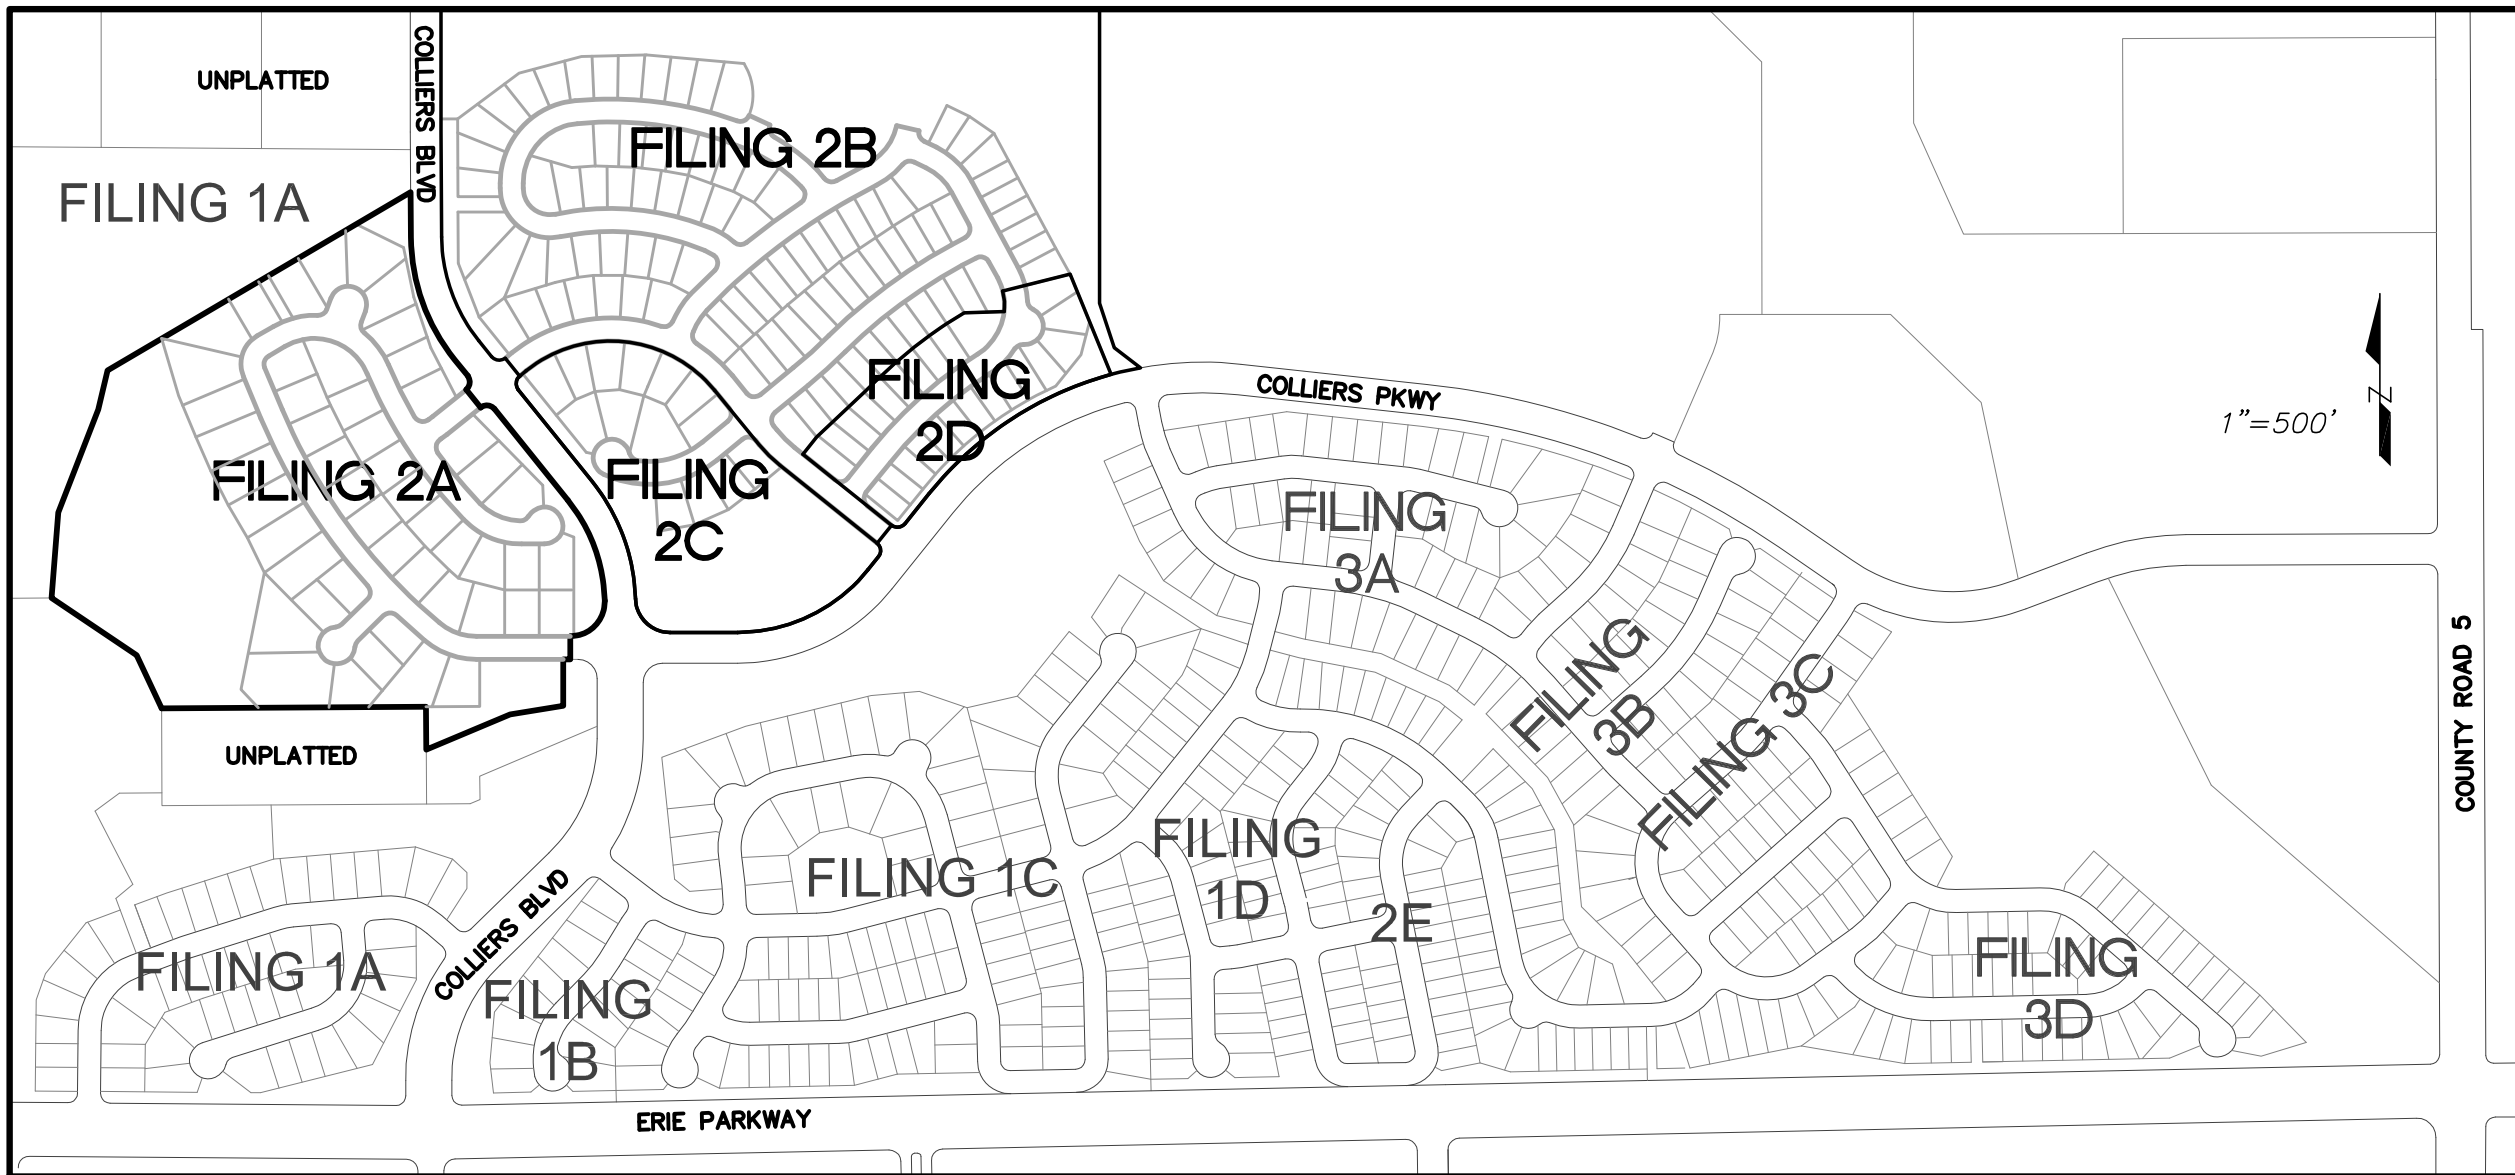 UNPLATTED
COLLIERS BLVD
FILING 2B
FILING 1A
FILING
2D
COLLIERS PKWY
1"=500'
Z
FILING 2A
FILING
2C
FILING
3A
FILING
3B
FILING 3C
COUNTY ROAD 5
UNPLATTED
FILING 1C
FILING
1D
2E
COLLIERS BLVD
FILING 1A
FILING
1B
FILING
3D
ERIE PARKWAY